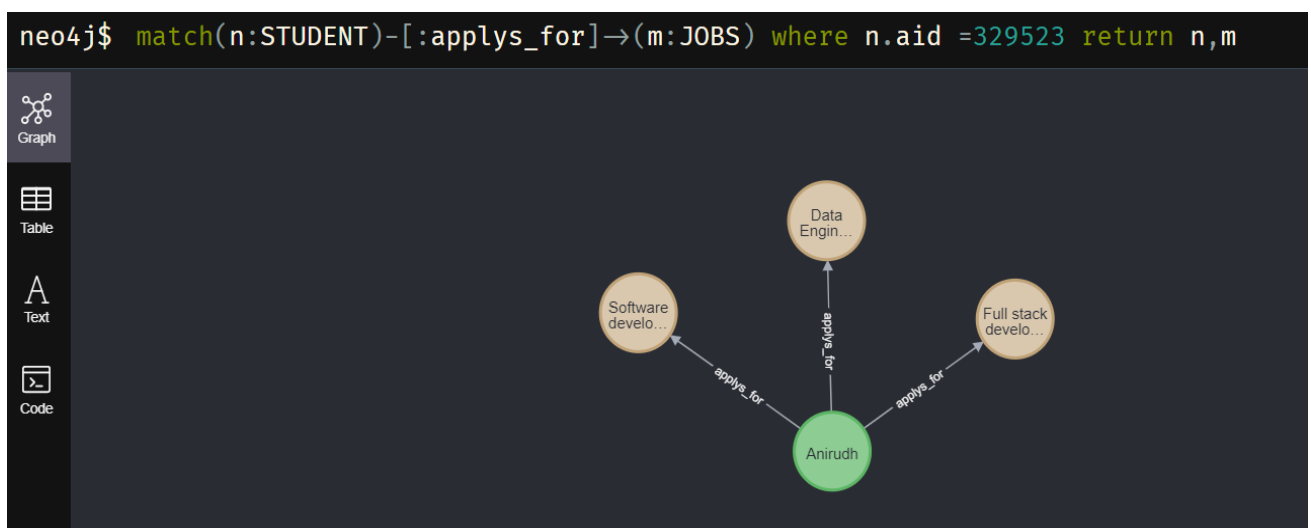 neo4j$ match(n:STUDENT)-[:applys_for]→(m:JOBS) where n.aid =329523 return n,m
Graph
Table
A
Text
Code
Data
Engin...
Software
develo...
Full stack
develo...
applys_for
applys_for
applys_for
Anirudh